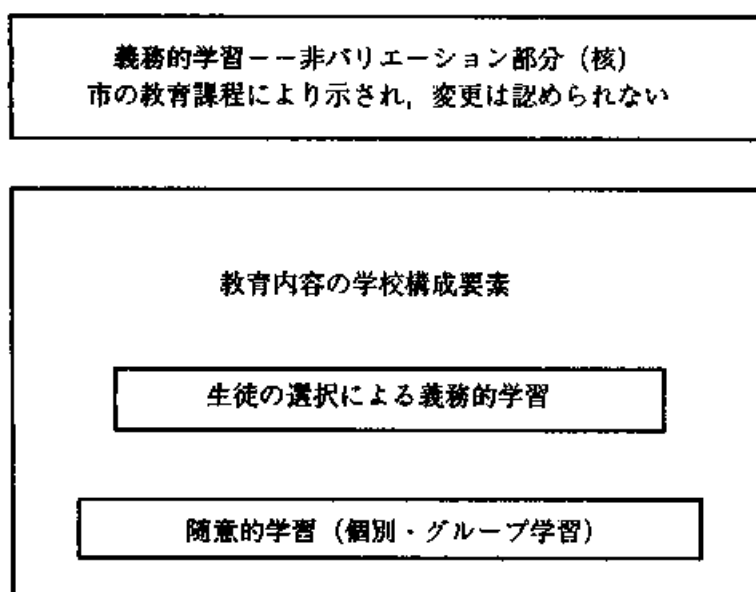 義務的学習ーー非バリエーション部分（核）
市の教育課程により示され，変更は認められない
教育内容の学校構成要素
生徒の選択による義務的学習
随意的学習（個別・グループ学習）